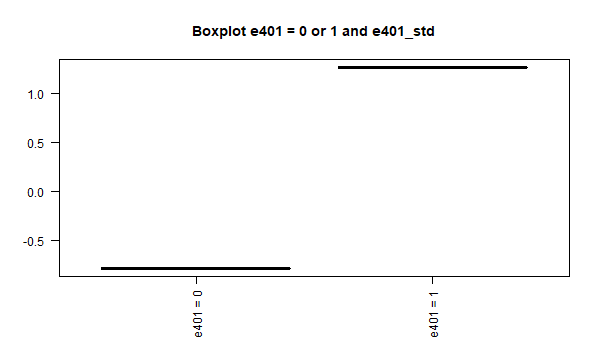 Boxplot e401 = 0 or 1 and e401_std
1.0
0.5
0.0
-0.5
e401 = 0
e401 = 1